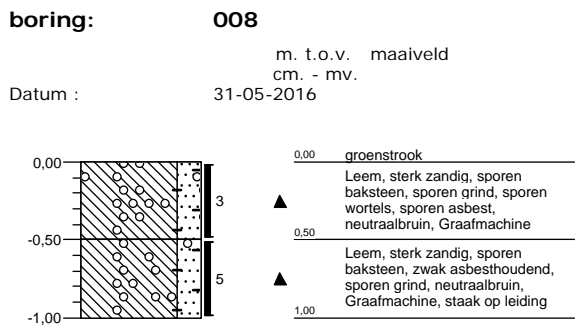 boring: 008
m. t.o.v. maaiveld
cm. - mv.
Datum : 31-05-2016
0,00
-0,50
-1,00
3
5
0,00 groenstrook
Leem, sterk zandig, sporen
baksteen, sporen grind, sporen
wortels, sporen asbest,
neutraalbruin, Graafmachine
0,50
Leem, sterk zandig, sporen
baksteen, zwak asbesthoudend,
sporen grind, neutraalbruin,
Graafmachine, staak op leiding
1,00